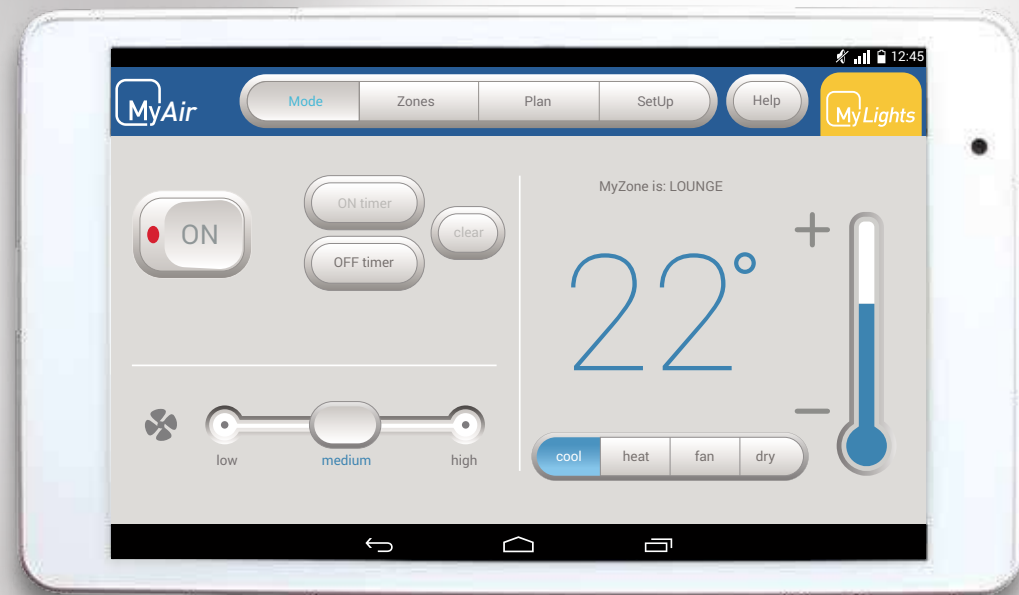 12:45
MyAir
Mode Zones Plan SetUp Help
MyLights
ON
ON timer
clear
OFF timer
low medium high
MyZone is: LOUNGE
22°
cool heat fan dry